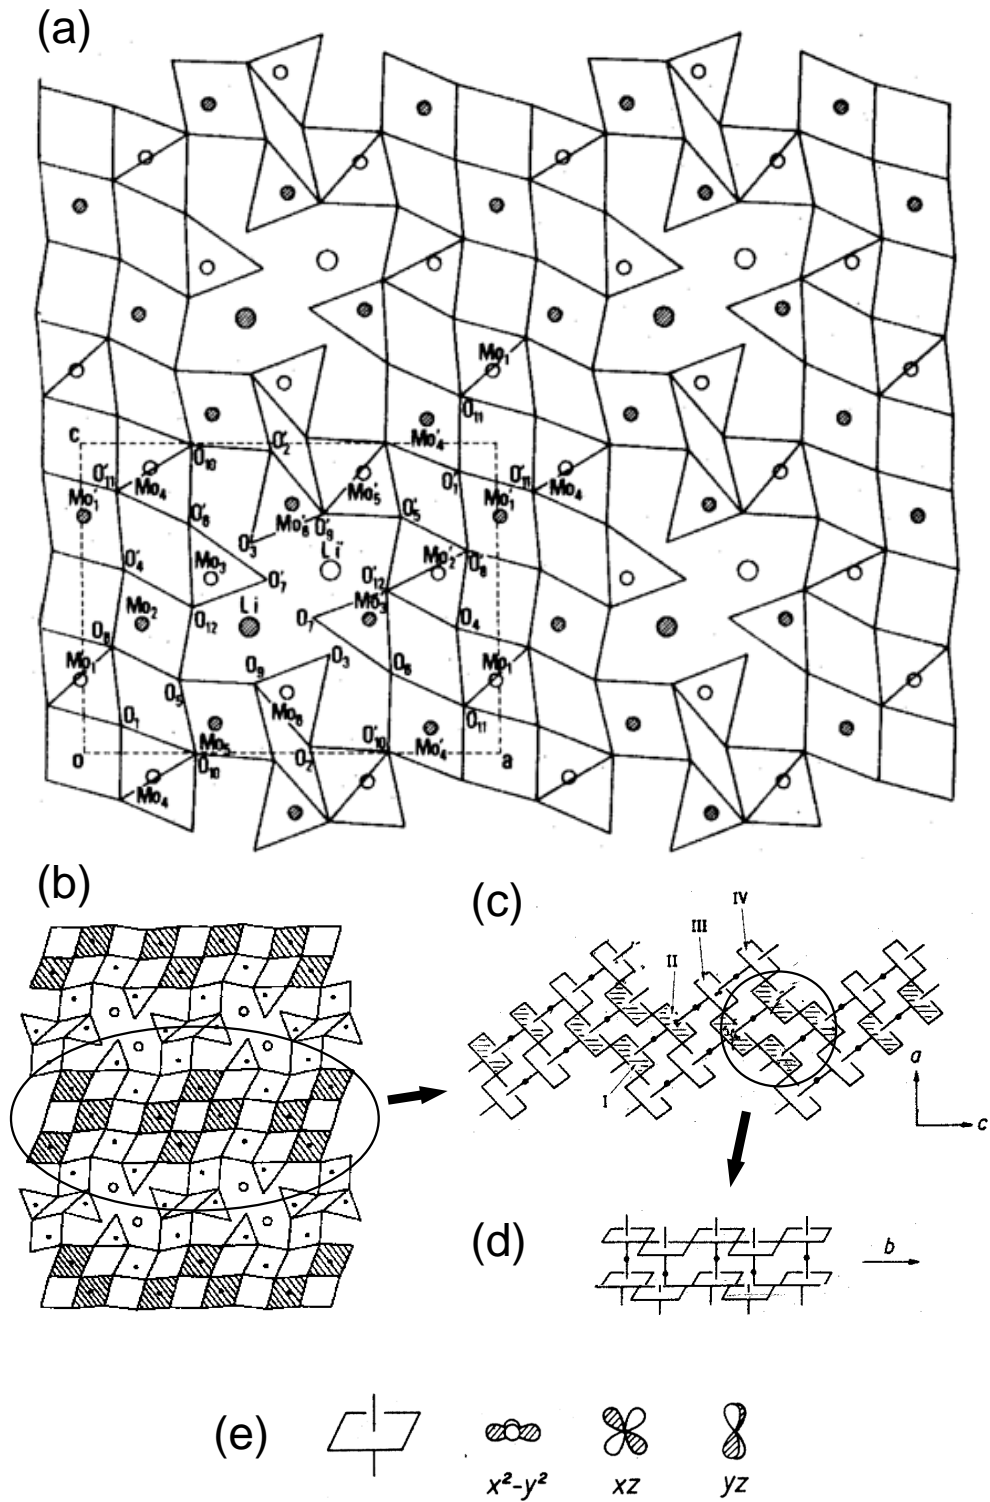 (a)
Mo₁
O₁₁
c
O₁₀
O'₂
Mo'₄
O'₁₁
Mo₄
Mo'₅
O'₁
O'₁₁
Mo₄
Mo'₁
O'₆
Mo'₆
O'₉
O'₅
Mo'₁
O'₃
Li'
Mo'₂
O'₈
O'₄
Mo₃
O'₇
O'₁₂
Mo'₃
Mo₂
O₁₂
Li
O₇
O₄
O₈
Mo₁
O₉
O₃
O₆
Mo₁
O₅
Mo₆
O₁
O₁₁
Mo₅
O'₁₀
Mo'₄
o
O₁₀
O₂
a
Mo₄
(b)
(c)
IV
III
II
I
a
c
(d)
b
(e)
x²-y²
xz
yz